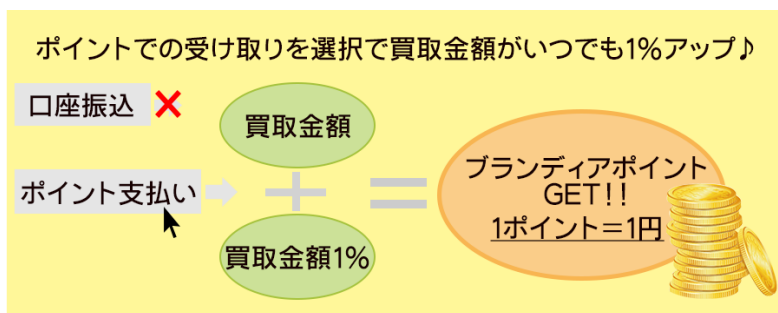 ポイントでの受け取りを選択で買取金額がいつでも1%アップ♪
口座振込
買取金額
ポイント支払い
+
=
ブランディアポイント
GET!!
1ポイント=1円
買取金額1%